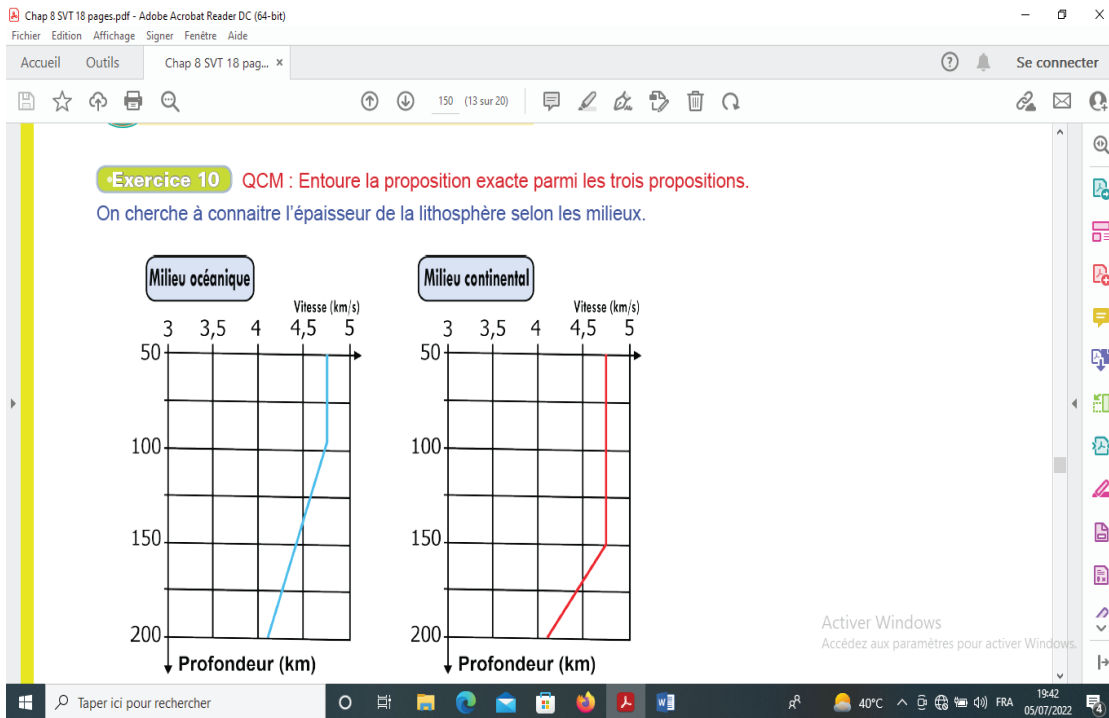 Chap 8 SVT 18 pages.pdf - Adobe Acrobat Reader DC (64-bit)
Fichier Edition Affichage Signer Fenêtre Aide
Accueil Outils Chap 8 SVT 18 pag... × Se connecter
150 (13 sur 20)
Exercice 10 QCM : Entoure la proposition exacte parmi les trois propositions.
On cherche à connaitre l'épaisseur de la lithosphère selon les milieux.
Milieu océanique
Vitesse (km/s)
3 3,5 4 4,5 5
50
100
150
200
Profondeur (km)
Milieu continental
Vitesse (km/s)
3 3,5 4 4,5 5
50
100
150
200
Profondeur (km)
Activer Windows
Accédez aux paramètres pour activer Windows.
Taper ici pour rechercher
40°C FRA 19:42
05/07/2022
4